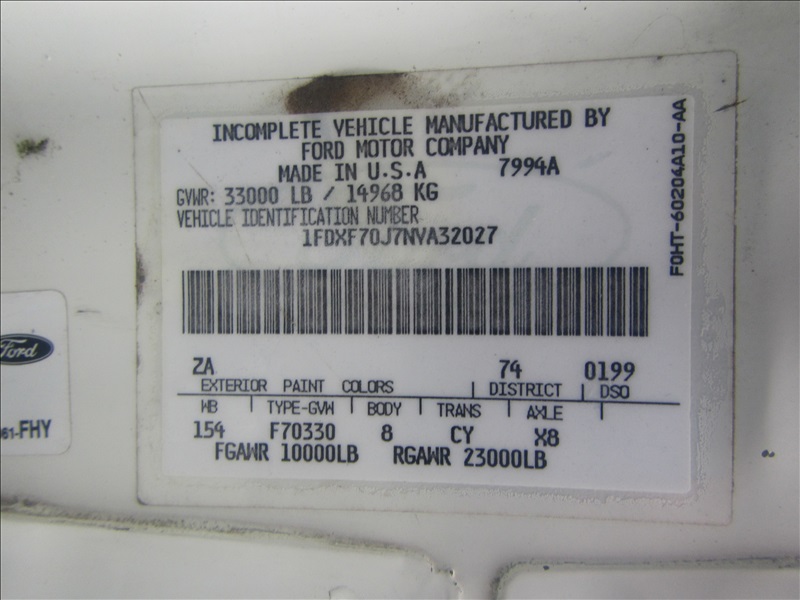 INCOMPLETE VEHICLE MANUFACTURED BY
FORD MOTOR COMPANY
MADE IN U.S.A 7994A
GVWR: 33000 LB / 14968 KG
VEHICLE IDENTIFICATION NUMBER
1FDXF70J7NVA32027
F0HT-60204A10-AA
ZA 74 0199
EXTERIOR PAINT COLORS DISTRICT DSO
WB TYPE-GVW BODY TRANS AXLE
154 F70330 8 CY X8
FGAWR 10000LB RGAWR 23000LB
Ford
61-FHY